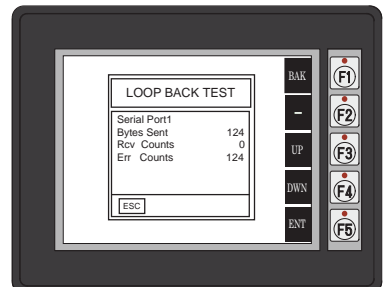 LOOP BACK TEST
Serial Port1
Bytes Sent 124
Rcv Counts 0
Err Counts 124
ESC
BAK
–
UP
DWN
ENT
F1
F2
F3
F4
F5